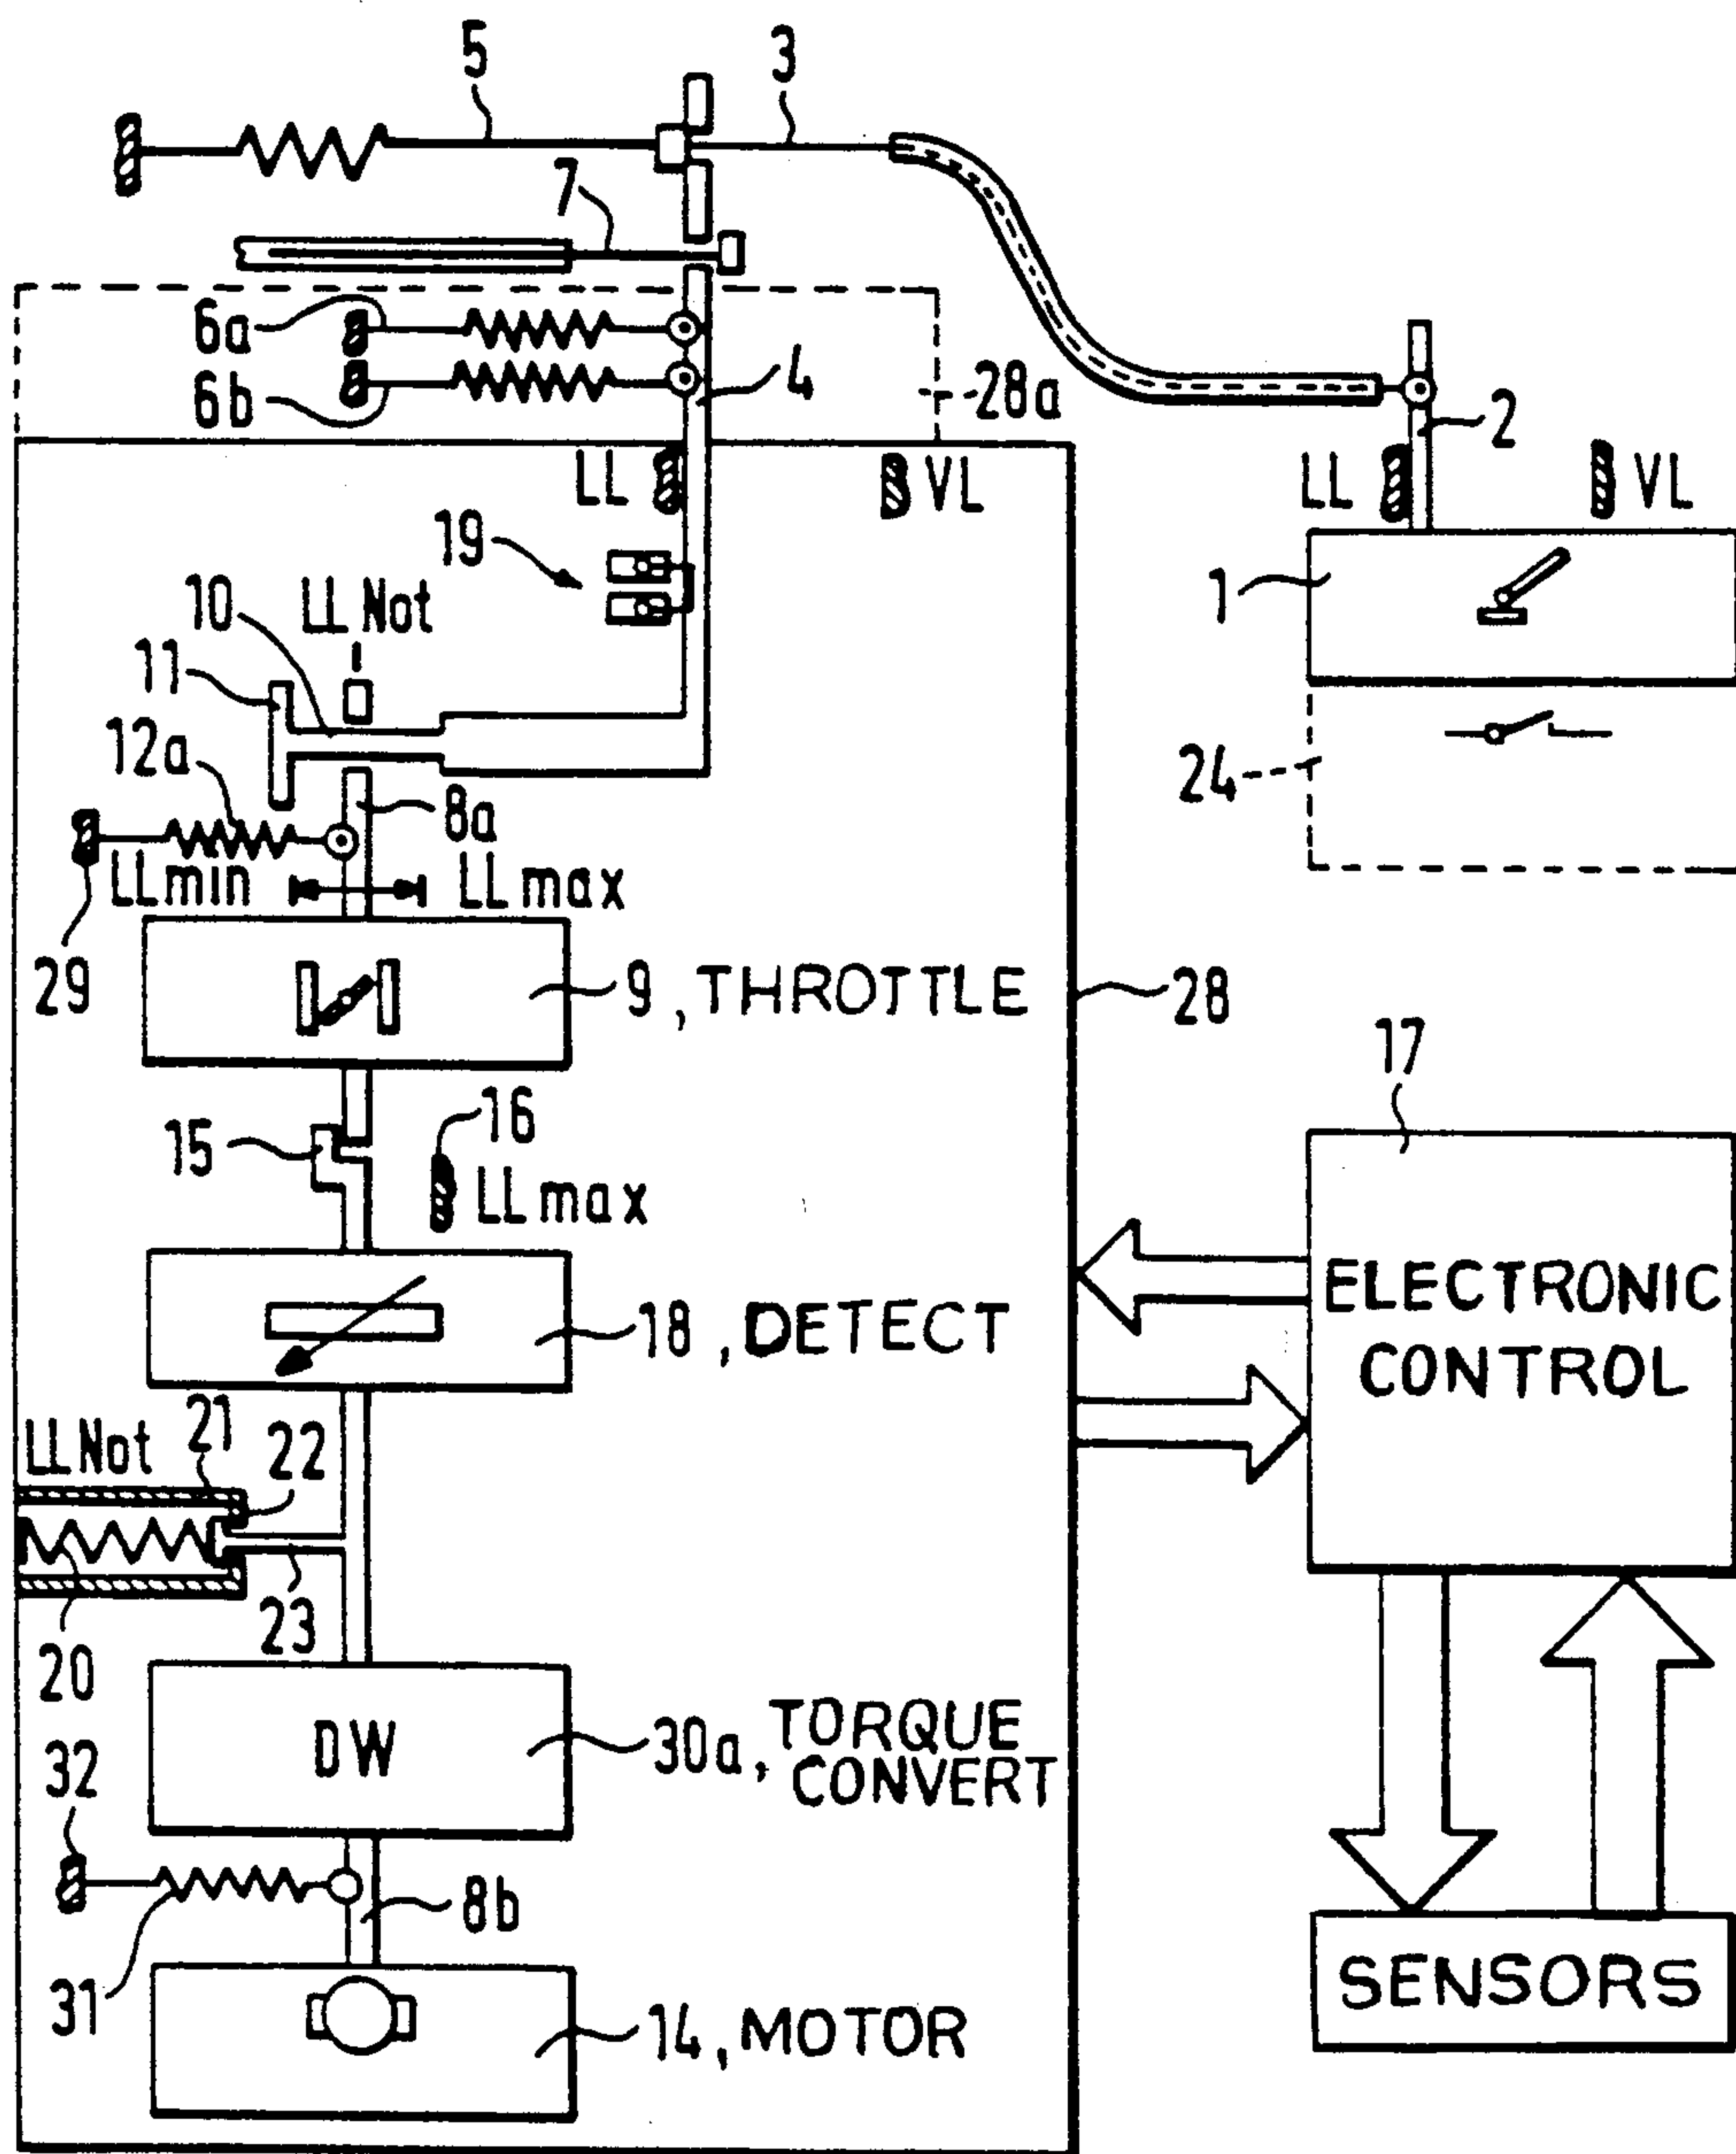 5
3
7
6a
6b
4
28a
2
LL
VL
LL
VL
19
1
10
LL Not
11
12a
24
8a
LLmin
LLmax
29
9, THROTTLE
28
17
15
16
LLmax
ELECTRONIC
CONTROL
18, DETECT
LLNot
21
22
20
23
DW
30a, TORQUE
CONVERT
32
8b
31
SENSORS
14, MOTOR